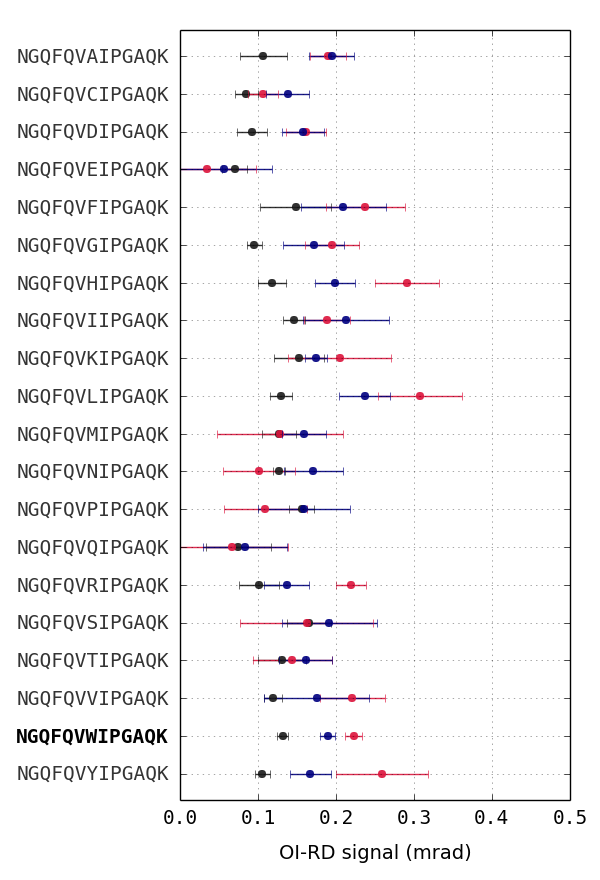 NGQFQVAIPGAQK
NGQFQVCIPGAQK
NGQFQVDIPGAQK
NGQFQVEIPGAQK
NGQFQVFIPGAQK
NGQFQVGIPGAQK
NGQFQVHIPGAQK
NGQFQVIIPGAQK
NGQFQVKIPGAQK
NGQFQVLIPGAQK
NGQFQVMIPGAQK
NGQFQVNIPGAQK
NGQFQVPIPGAQK
NGQFQVQIPGAQK
NGQFQVRIPGAQK
NGQFQVSIPGAQK
NGQFQVTIPGAQK
NGQFQVVIPGAQK
NGQFQVWIPGAQK
NGQFQVYIPGAQK
0.0 0.1 0.2 0.3 0.4 0.5
OI-RD signal (mrad)